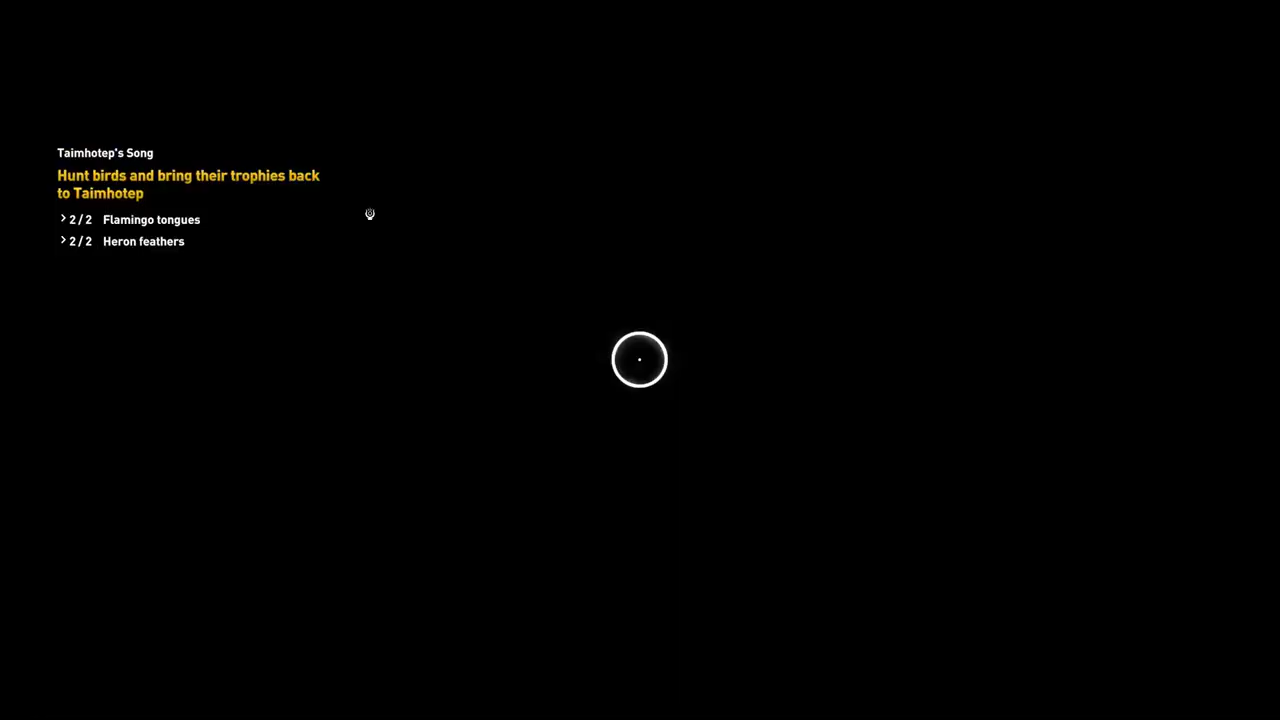 Taimhotep's Song
Hunt birds and bring their trophies back
to Taimhotep
2/2 Flamingo tongues
2/2 Heron feathers